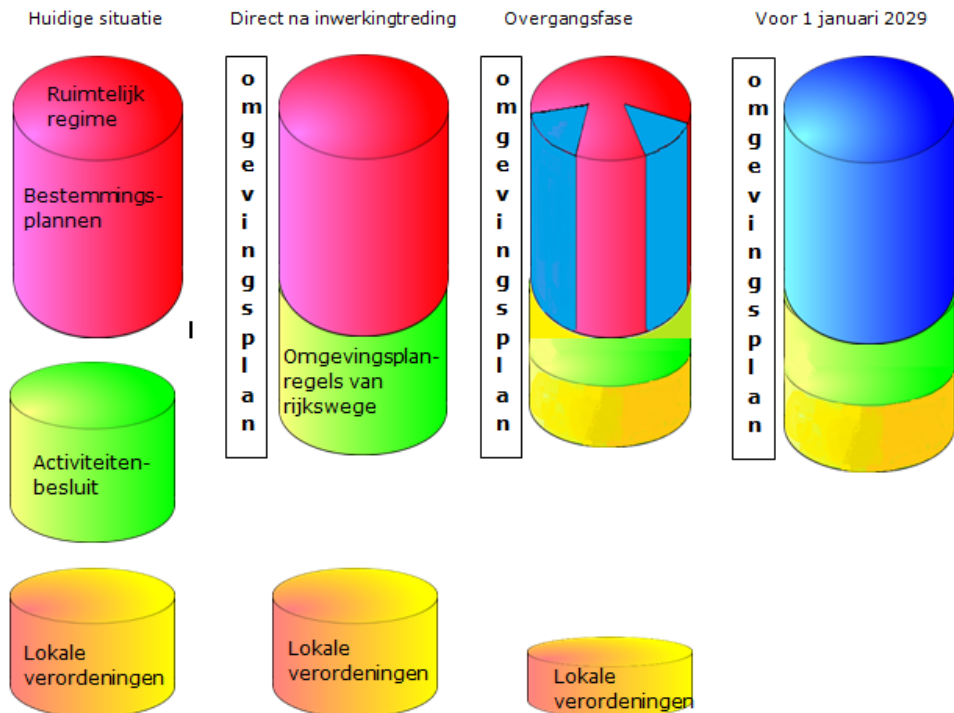 Huidige situatie
Direct na inwerkingtreding
Overgangsfase
Voor 1 januari 2029
Ruimtelijk
regime
Bestemmings-
plannen
l
Activiteiten-
besluit
Lokale
verordeningen
omgevingsplan
Omgevingsplan-
regels van
rijkswege
Lokale
verordeningen
omgevingsplan
Lokale
verordeningen
omgevingsplan